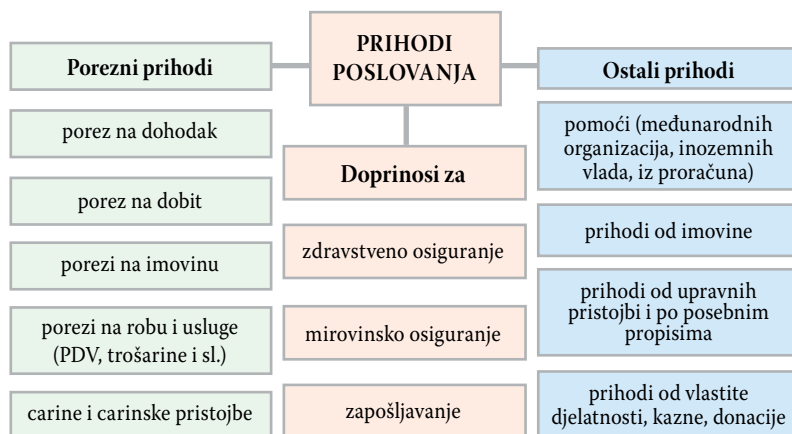 PRIHODI
POSLOVANJA
Porezni prihodi
porez na dohodak
porez na dobit
porezi na imovinu
porezi na robu i usluge
(PDV, trošarine i sl.)
carine i carinske pristojbe
Doprinosi za
zdravstveno osiguranje
mirovinsko osiguranje
zapošljavanje
Ostali prihodi
pomoći (međunarodnih
organizacija, inozemnih
vlada, iz proračuna)
prihodi od imovine
prihodi od upravnih
pristojbi i po posebnim
propisima
prihodi od vlastite
djelatnosti, kazne, donacije